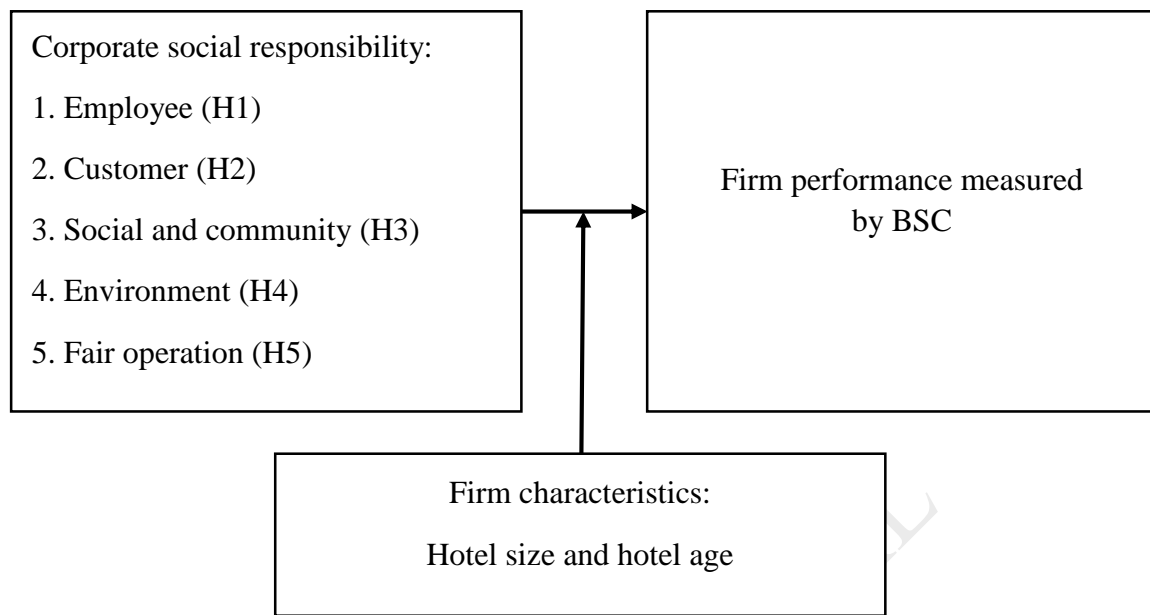 Corporate social responsibility:
1. Employee (H1)
2. Customer (H2)
3. Social and community (H3)
4. Environment (H4)
5. Fair operation (H5)
Firm performance measured
by BSC
Firm characteristics:
Hotel size and hotel age